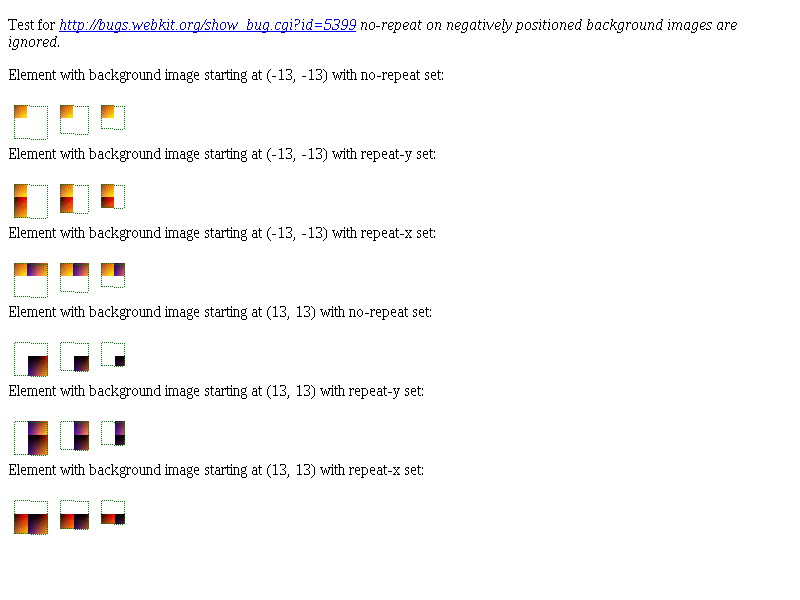 Test for http://bugs.webkit.org/show_bug.cgi?id=5399 no-repeat on negatively positioned background images are
ignored.
Element with background image starting at (-13, -13) with no-repeat set:
Element with background image starting at (-13, -13) with repeat-y set:
Element with background image starting at (-13, -13) with repeat-x set:
Element with background image starting at (13, 13) with no-repeat set:
Element with background image starting at (13, 13) with repeat-y set:
Element with background image starting at (13, 13) with repeat-x set: